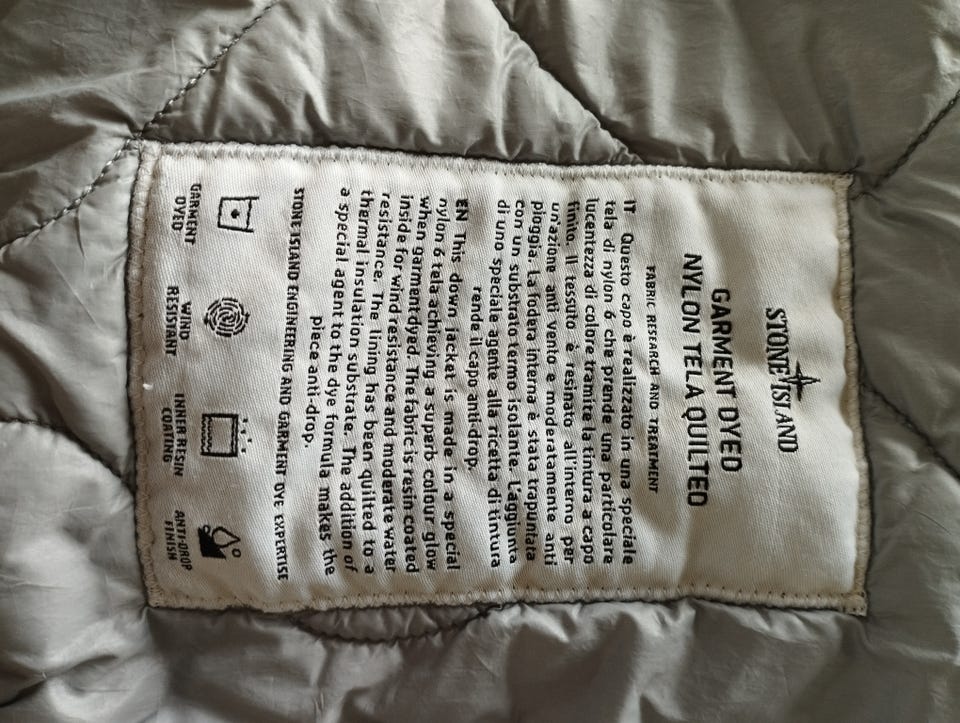 STONE ISLAND
GARMENT DYED
NYLON TELA QUILTED
FABRIC RESEARCH AND TREATMENT
IT Questo capo è realizzato in una speciale
tela di nylon 6 che prende una particolare
lucentezza di colore tramite la tintura a capo
finito. Il tessuto è resinato all'interno per
un'azione anti vento e moderatamente anti
pioggia. La fodera interna è stata trapuntata
con un substrato termo isolante. L'aggiunta
di uno speciale agente alla ricetta di tintura
rende il capo anti-drop.
EN This down jacket is made in a special
nylon 6 tela achieving a superb colour glow
when garment dyed. The fabric is resin coated
inside for wind resistance and moderate water
resistance. The lining has been quilted to a
thermal insulation substrate. The addition of
a special agent to the dye formula makes the
piece anti-drop.
STONE ISLAND ENGINEERING AND GARMENT DYE EXPERTISE
GARMENT
DYED
WIND
RESISTANT
INNER RESIN
COATING
ANTI-DROP
FINISH